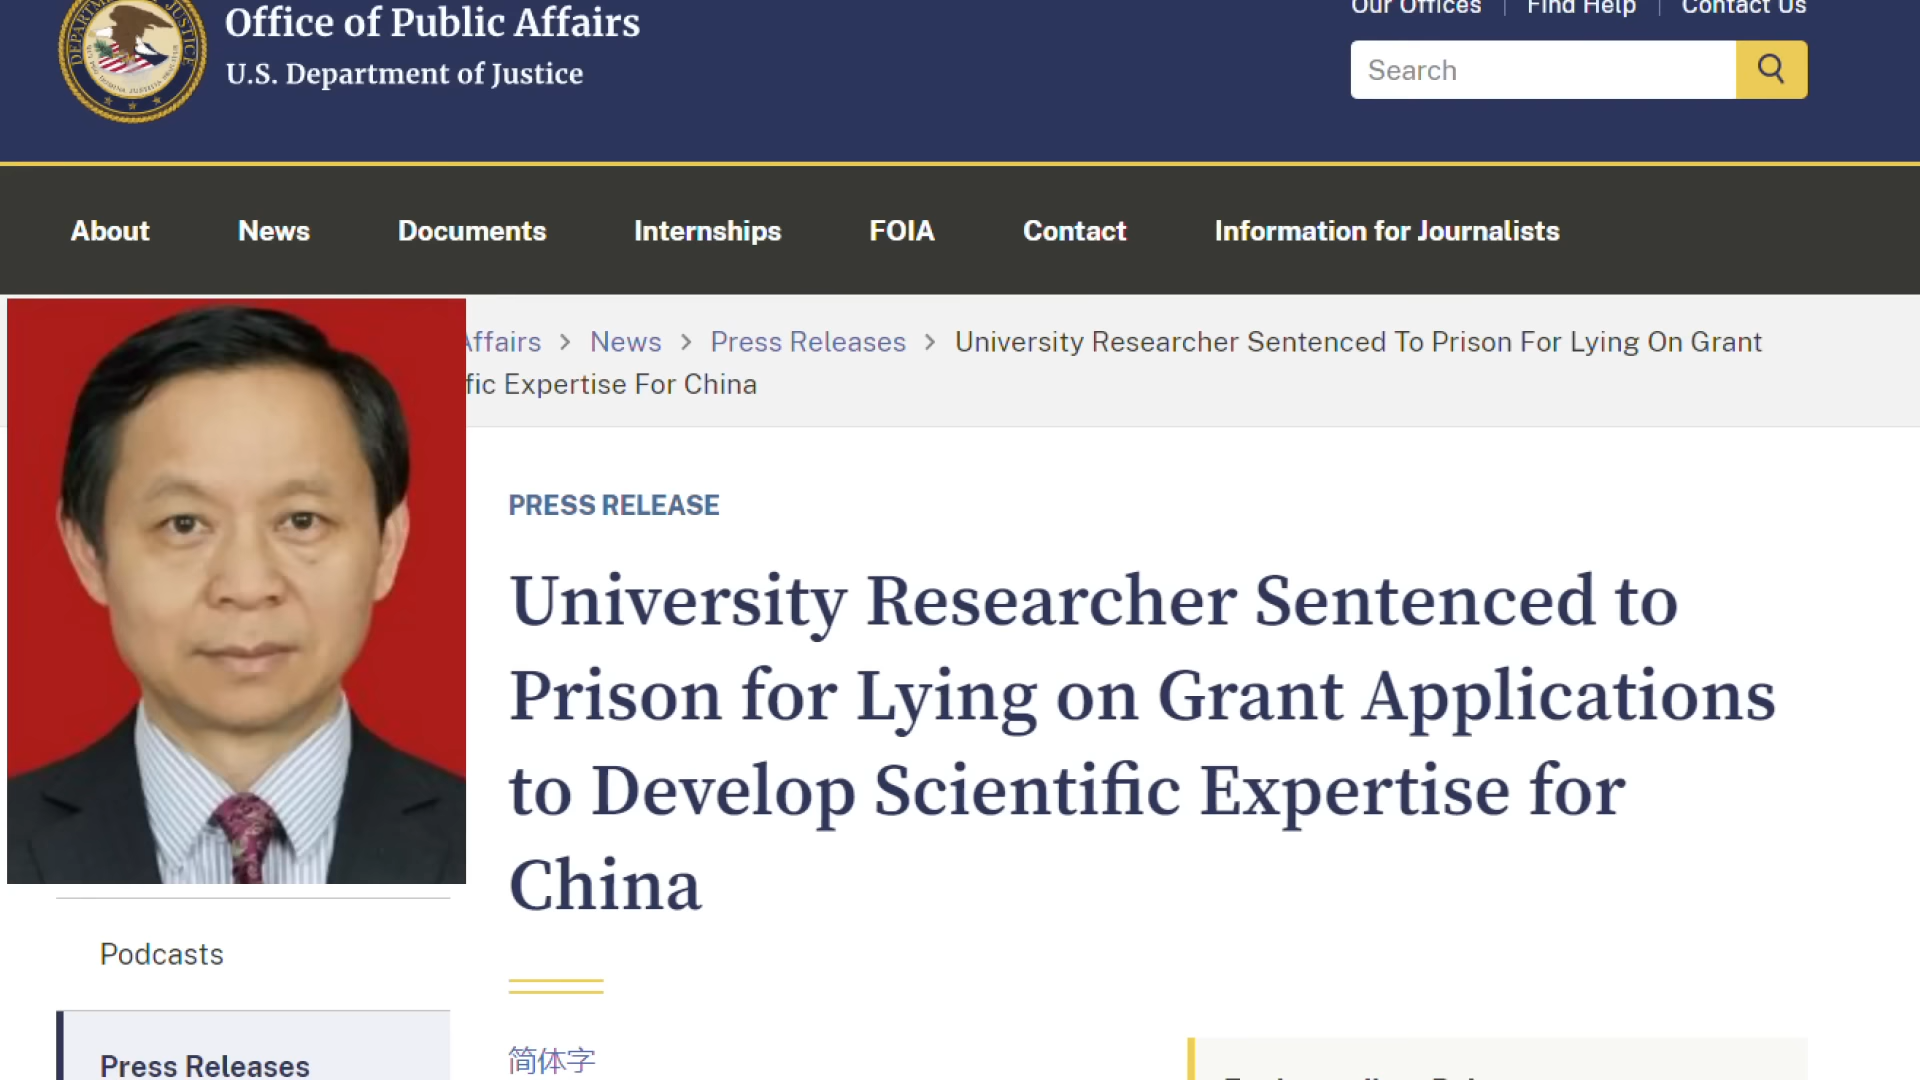 Our Offices
Find Help
Contact Us
Office of Public Affairs
U.S. Department of Justice
Search
About
News
Documents
Internships
FOIA
Contact
Information for Journalists
Affairs > News > Press Releases > University Researcher Sentenced To Prison For Lying On Grant
fic Expertise For China
PRESS RELEASE
University Researcher Sentenced to
Prison for Lying on Grant Applications
to Develop Scientific Expertise for
China
Podcasts
Press Releases
简体字